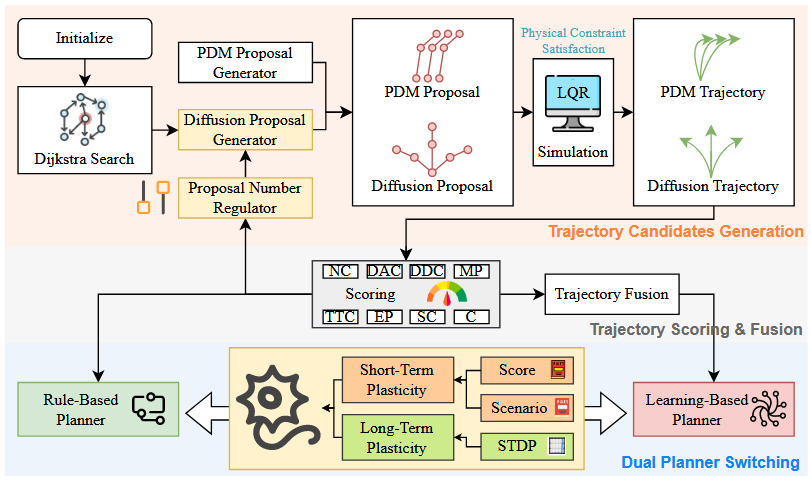 Initialize
PDM Proposal
Generator
Physical Constraint
Satisfaction
Dijkstra Search
Diffusion Proposal
Generator
PDM Proposal
Diffusion Proposal
LQR
Simulation
PDM Trajectory
Diffusion Trajectory
Proposal Number
Regulator
Trajectory Candidates Generation
NC
DAC
DDC
MP
Scoring
TTC
EP
SC
C
Trajectory Fusion
Trajectory Scoring & Fusion
Rule-Based
Planner
Short-Term
Plasticity
Long-Term
Plasticity
Score
Scenario
STDP
Learning-Based
Planner
Dual Planner Switching